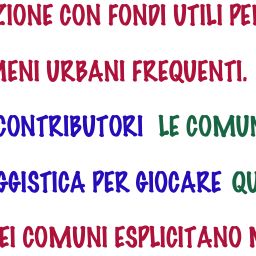 ZIONE CON FONDI UTILI PER
MENI URBANI FREQUENTI.
CONTRIBUTORI LE COMUN
GGISTICA PER GIOCARE QU
EI COMUNI ESPLICITANO